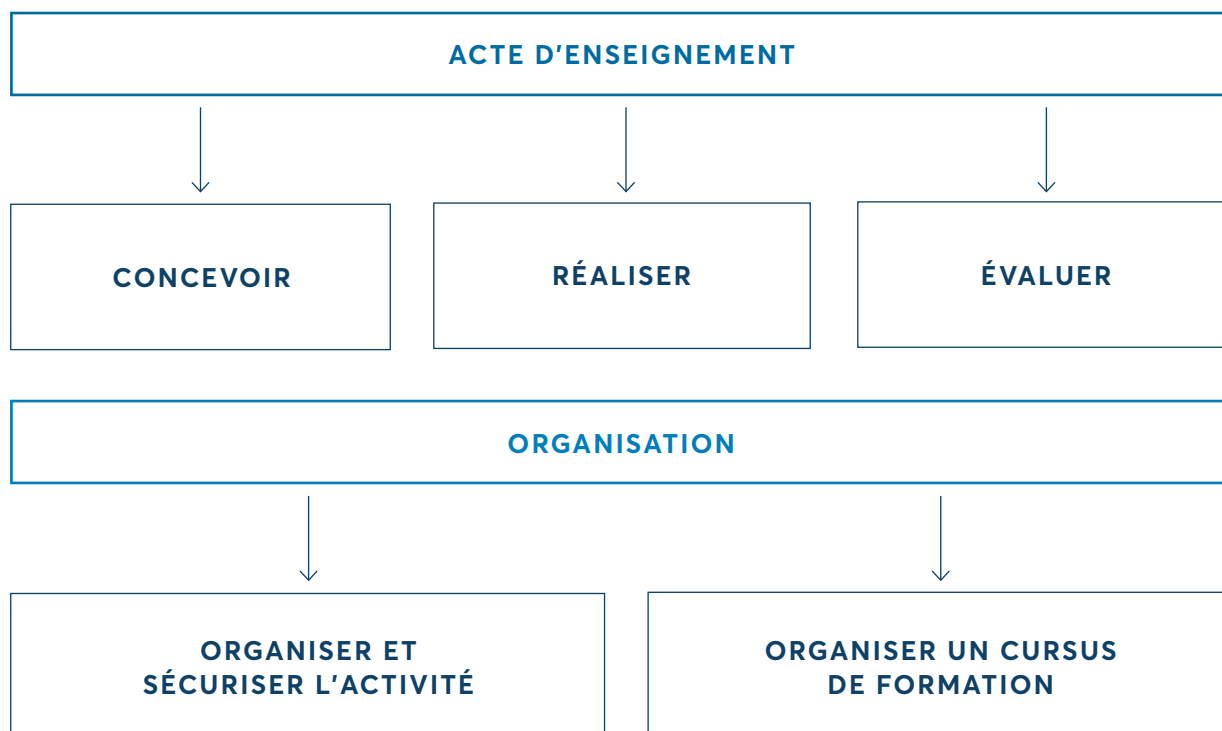 ACTE D'ENSEIGNEMENT
CONCEVOIR
RÉALISER
ÉVALUER
ORGANISATION
ORGANISER ET
SÉCURISER L'ACTIVITÉ
ORGANISER UN CURSUS
DE FORMATION